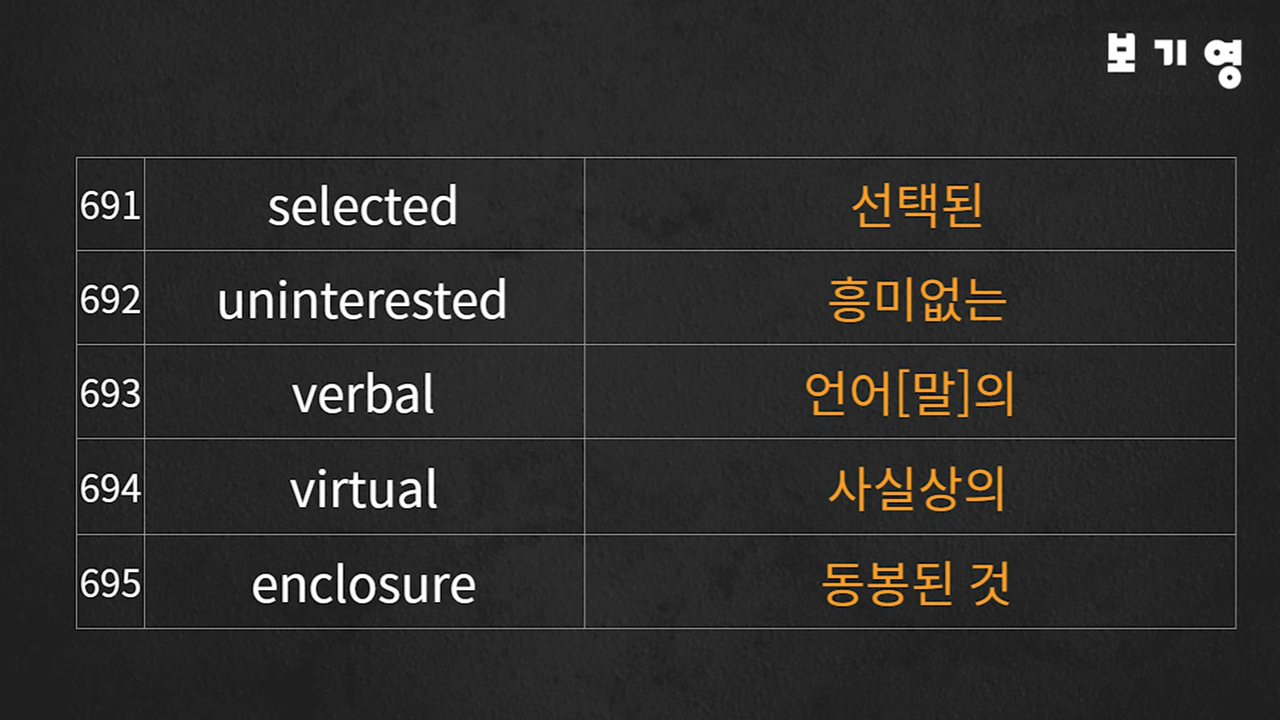 보기영
691 selected 선택된
692 uninterested 흥미없는
693 verbal 언어[말]의
694 virtual 사실상의
695 enclosure 동봉된 것